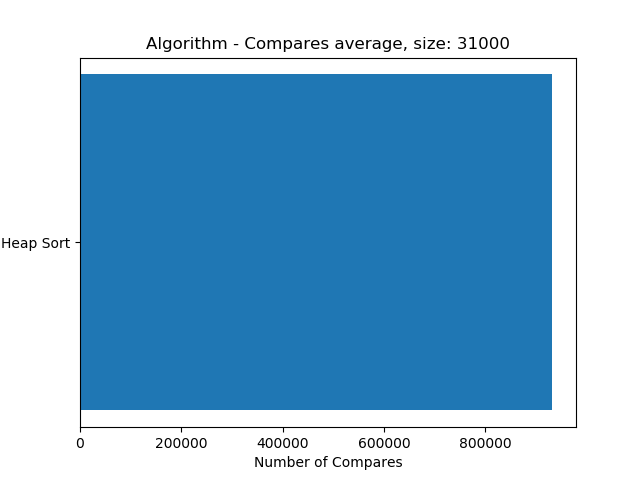 Algorithm - Compares average, size: 31000
Heap Sort
0 200000 400000 600000 800000
Number of Compares